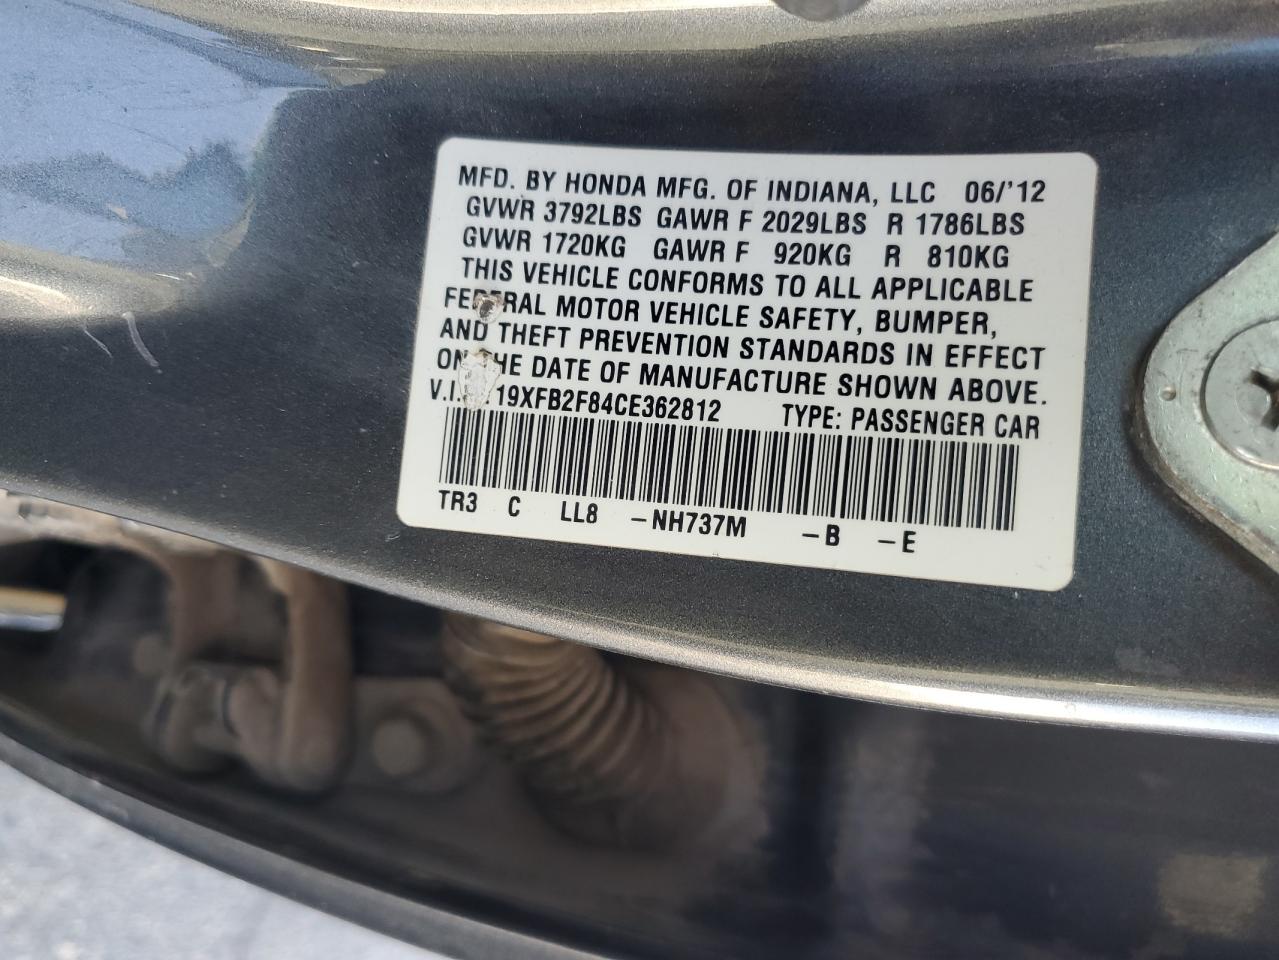 MFD. BY HONDA MFG. OF INDIANA, LLC 06/'12
GVWR 3792LBS GAWR F 2029LBS R 1786LBS
GVWR 1720KG GAWR F 920KG R 810KG
THIS VEHICLE CONFORMS TO ALL APPLICABLE
FEDERAL MOTOR VEHICLE SAFETY, BUMPER,
AND THEFT PREVENTION STANDARDS IN EFFECT
ON THE DATE OF MANUFACTURE SHOWN ABOVE.
V.I. 19XFB2F84CE362812 TYPE: PASSENGER CAR
TR3 C LL8 -NH737M -B -E